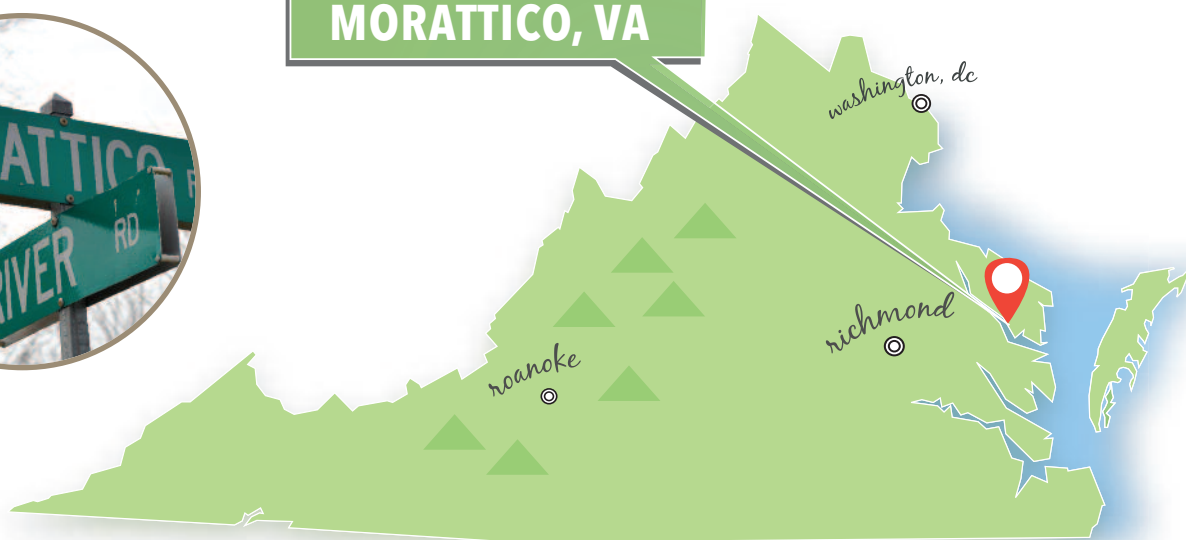 MORATTICO, VA
washington, dc
ATTICO
RIVER RD
richmond
roanoke